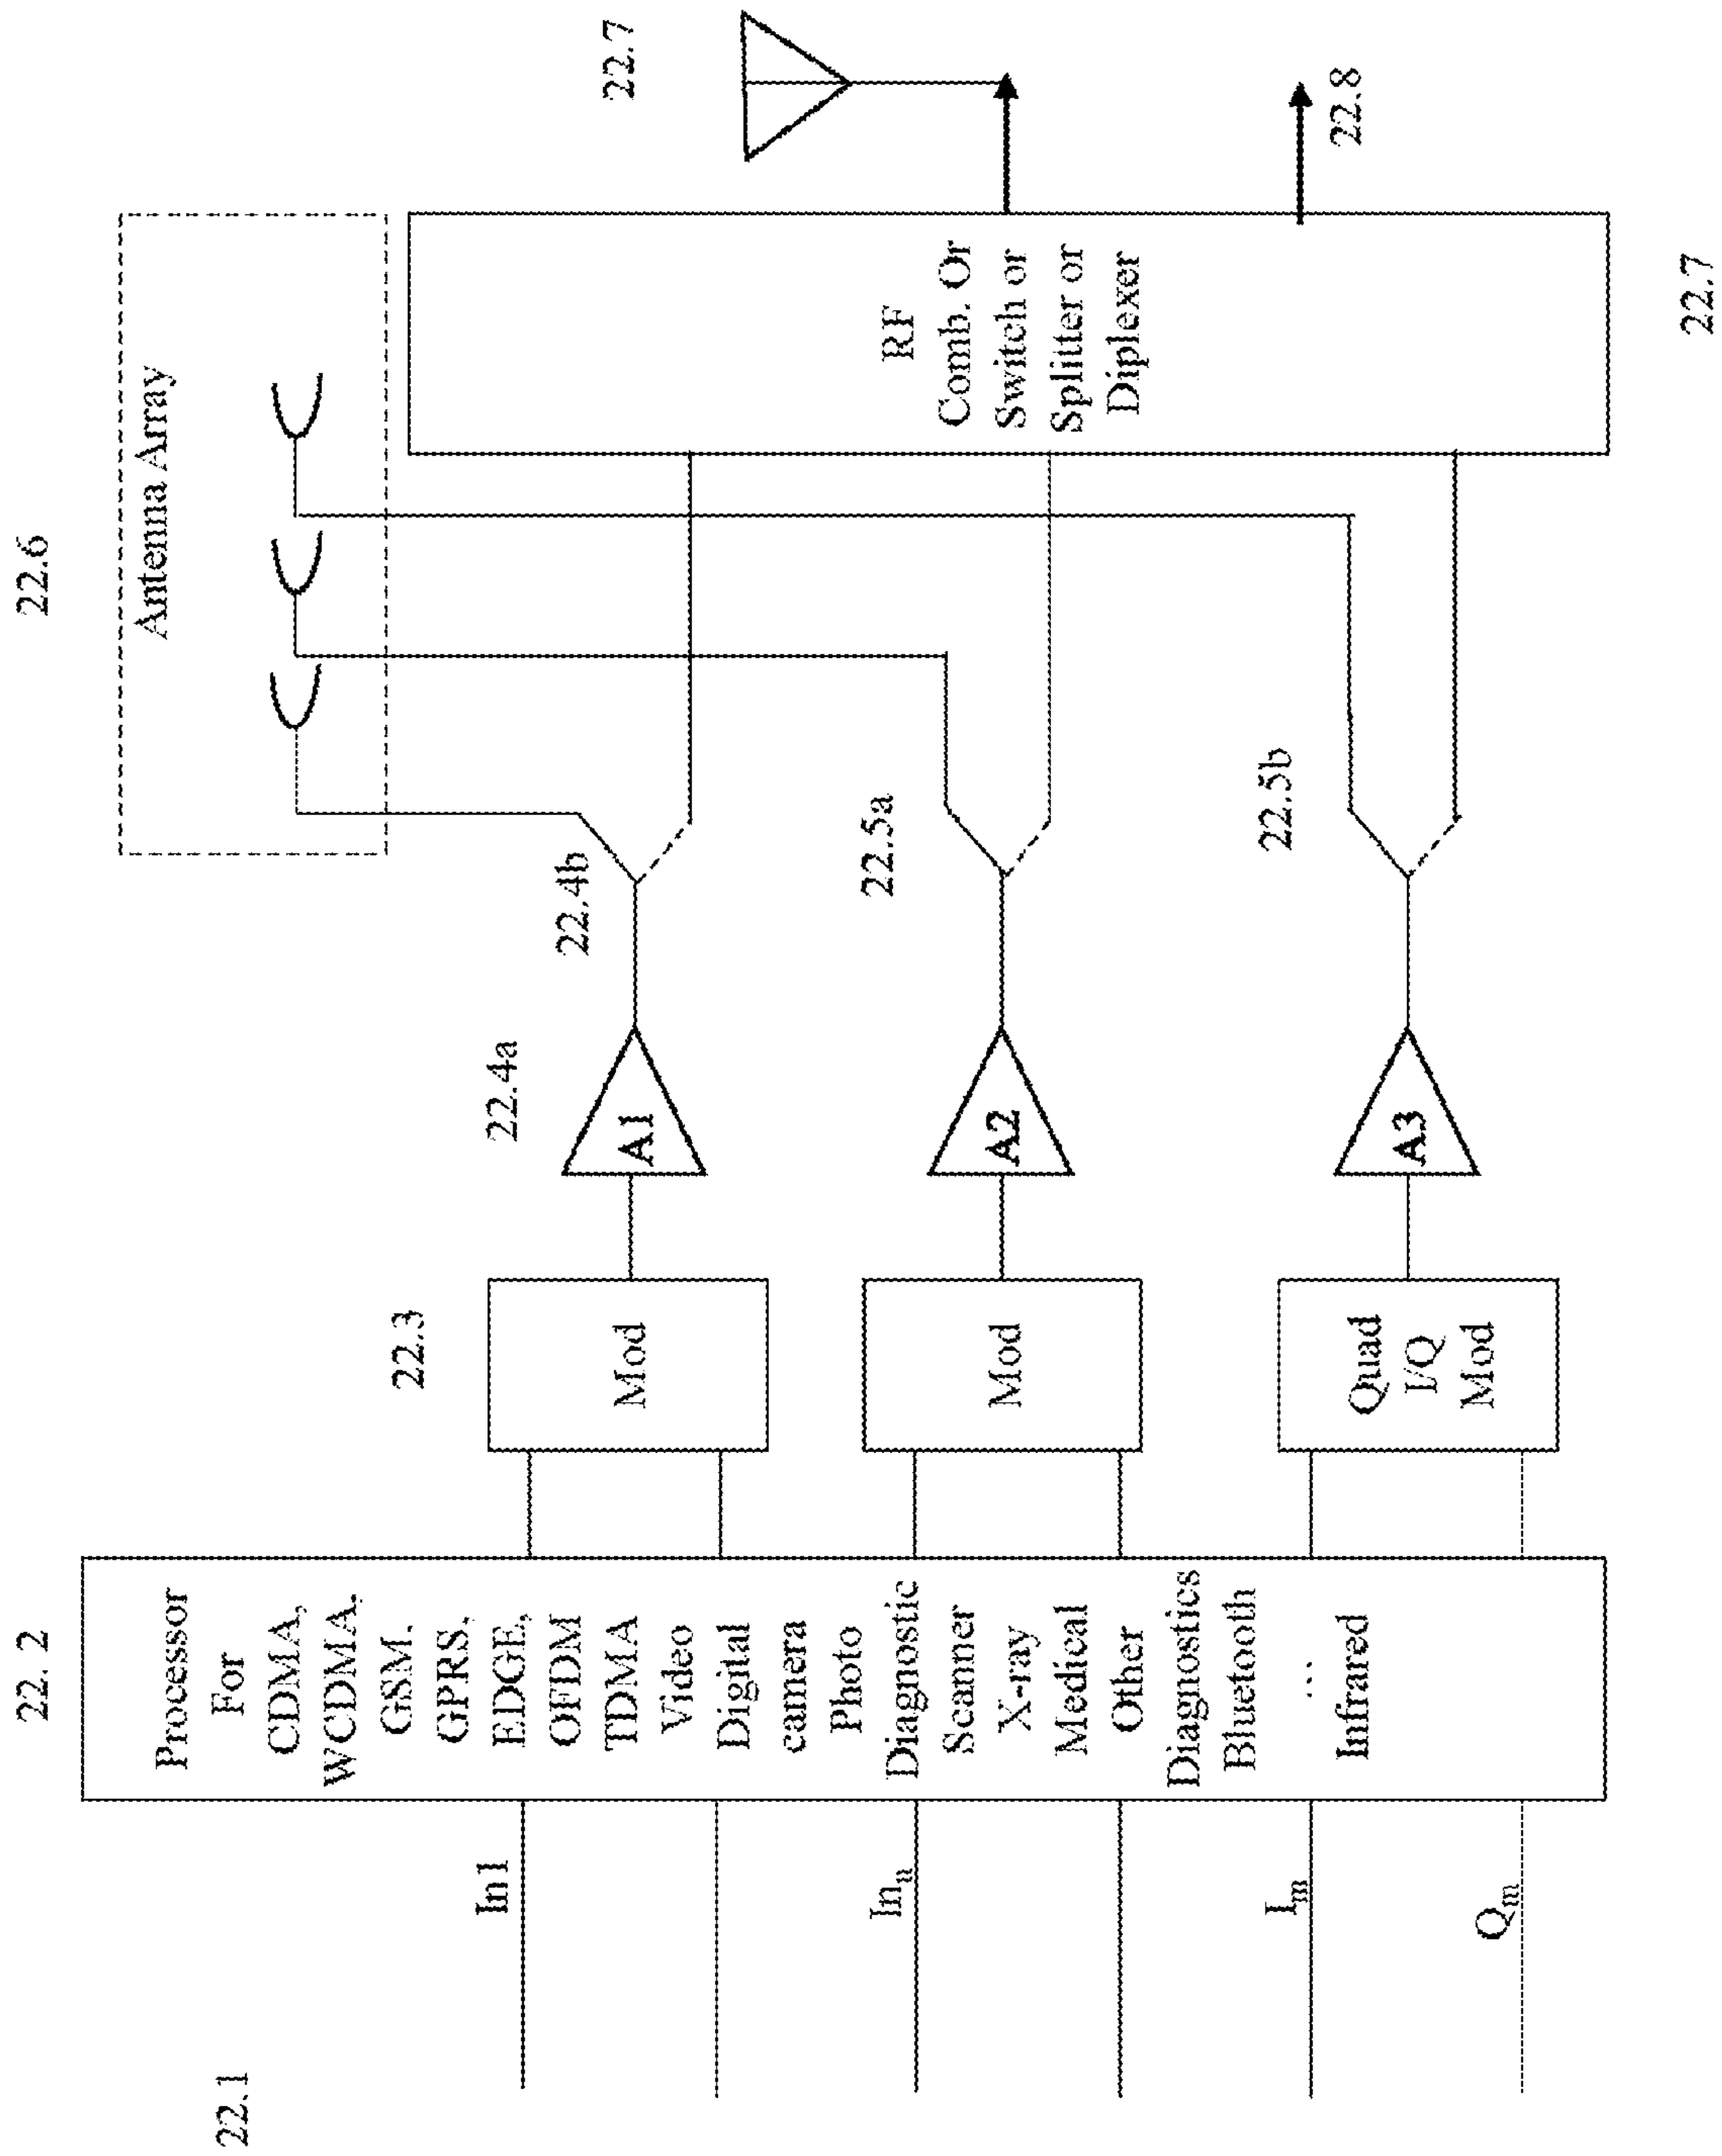 22.1
22. 2
Processor
For
CDMA,
WCDMA,
GSM.
GPRS,
EDGE,
OFDM
TDMA
Video
Digital
camera
Photo
Diagnostic
Scanner
X-ray
Medical
Other
Diagnostics
Bluetooth
...
Infrared
In1
Inn
Im
Qm
22.3
Mod
Mod
Quad
I/Q
Mod
22.4a
A1
A2
A3
22.4b
22.5a
22.5b
22.6
Antenna Array
RF
Comb. Or
Switch or
Splitter or
Diplexer
22.7
22.7
22.8